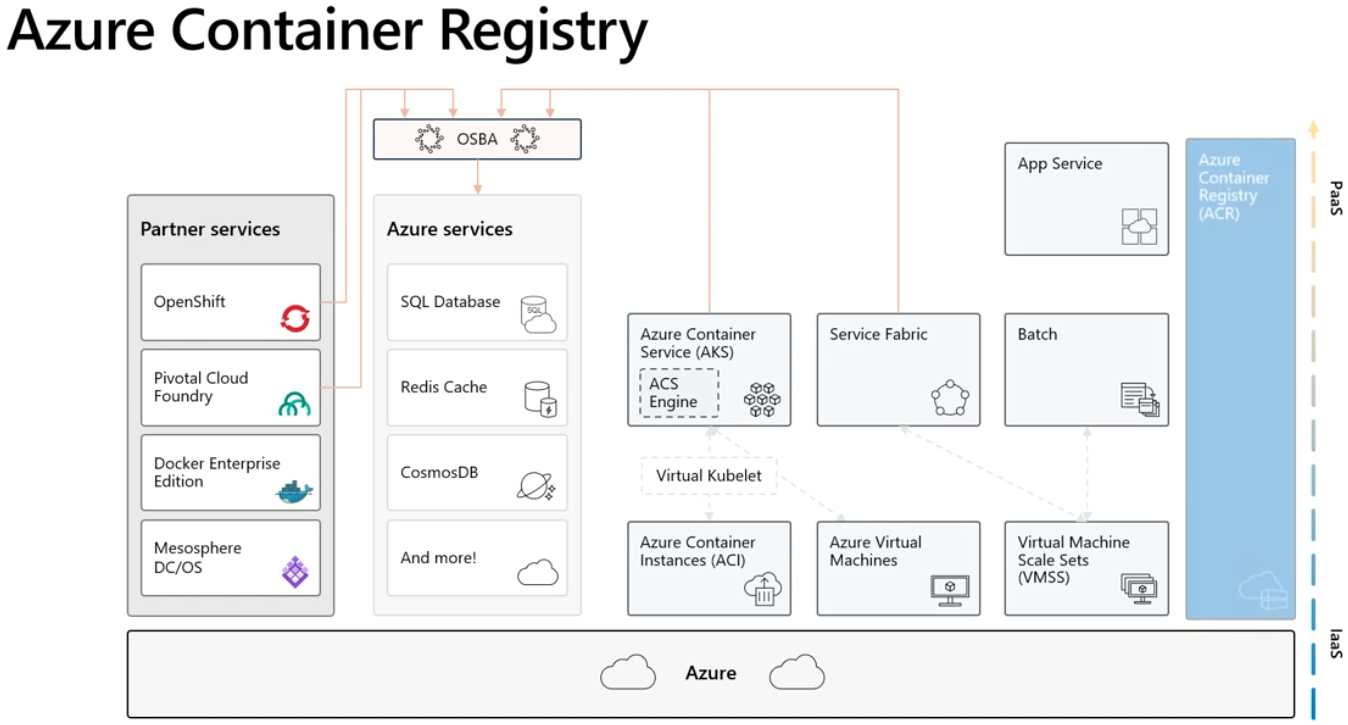 Azure Container Registry
OSBA
Partner services
OpenShift
Pivotal Cloud
Foundry
Docker Enterprise
Edition
Mesosphere
DC/OS
Azure services
SQL Database
SQL
Redis Cache
CosmosDB
And more!
Azure Container
Service (AKS)
ACS
Engine
Service Fabric
App Service
Batch
Virtual Kubelet
Azure Container
Instances (ACI)
Azure Virtual
Machines
Virtual Machine
Scale Sets
(VMSS)
Azure
Container
Registry
(ACR)
PaaS
IaaS
Azure